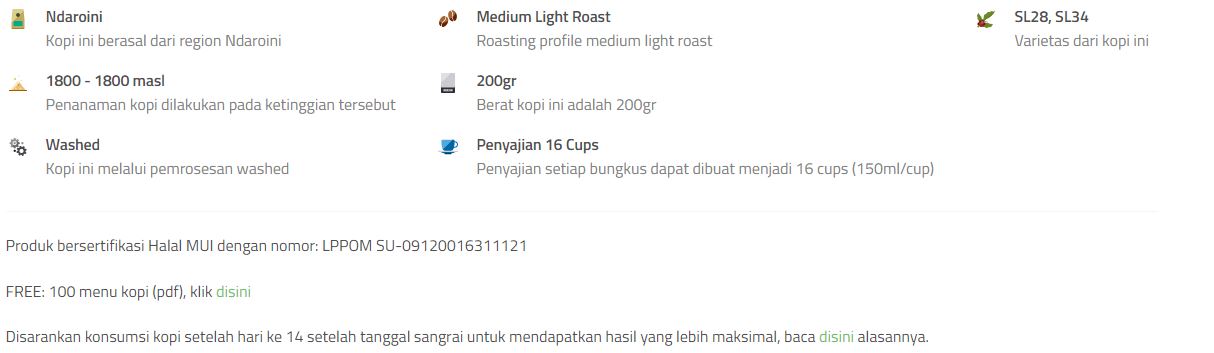 Ndaroini
Kopi ini berasal dari region Ndaroini
Medium Light Roast
Roasting profile medium light roast
SL28, SL34
Varietas dari kopi ini
1800 - 1800 masl
Penanaman kopi dilakukan pada ketinggian tersebut
200gr
Berat kopi ini adalah 200gr
Washed
Kopi ini melalui pemrosesan washed
Penyajian 16 Cups
Penyajian setiap bungkus dapat dibuat menjadi 16 cups (150ml/cup)
Produk bersertifikasi Halal MUI dengan nomor: LPPOM SU-09120016311121
FREE: 100 menu kopi (pdf), klik disini
Disarankan konsumsi kopi setelah hari ke 14 setelah tanggal sangrai untuk mendapatkan hasil yang lebih maksimal, baca disini alasannya.